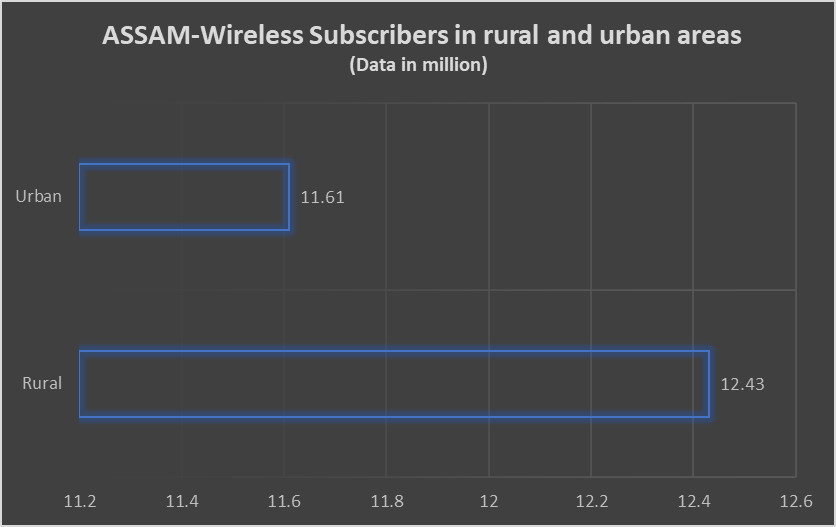 ASSAM-Wireless Subscribers in rural and urban areas
(Data in million)
Urban
11.61
Rural
12.43
11.2 11.4 11.6 11.8 12 12.2 12.4 12.6